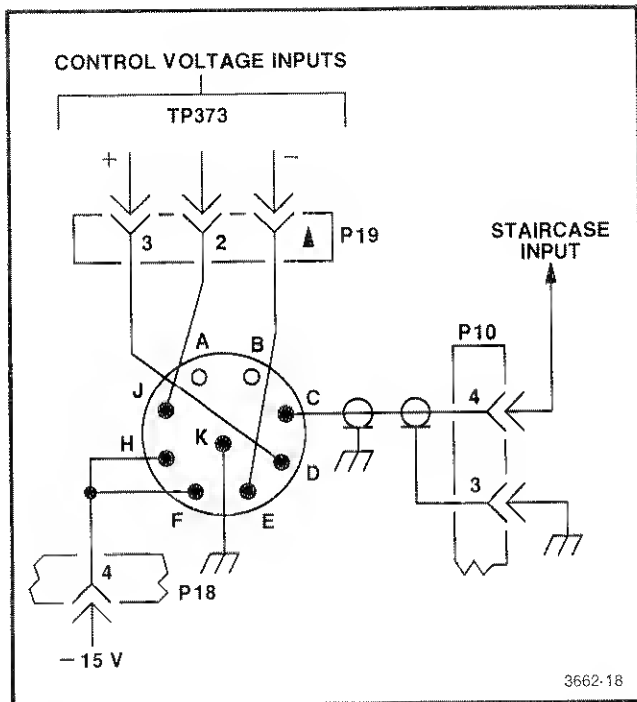 CONTROL VOLTAGE INPUTS
TP373
+ −
3 2 P19
STAIRCASE
INPUT
P10
A B
J C 4
K
H D
3
F E
4
P18
−15 V
3662-18